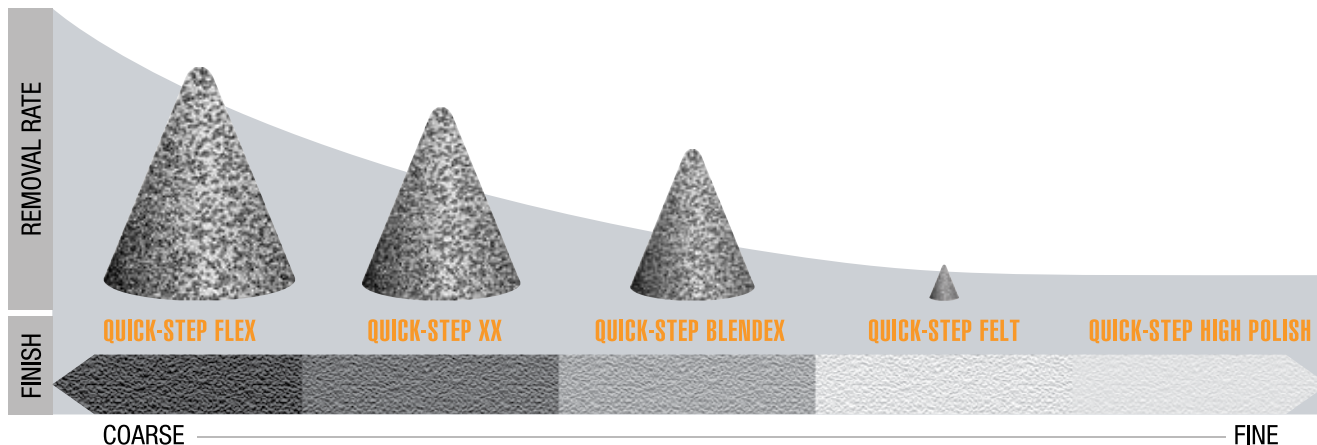 REMOVAL RATE
QUICK-STEP FLEX
QUICK-STEP XX
QUICK-STEP BLENDEX
QUICK-STEP FELT
QUICK-STEP HIGH POLISH
FINISH
COARSE
FINE